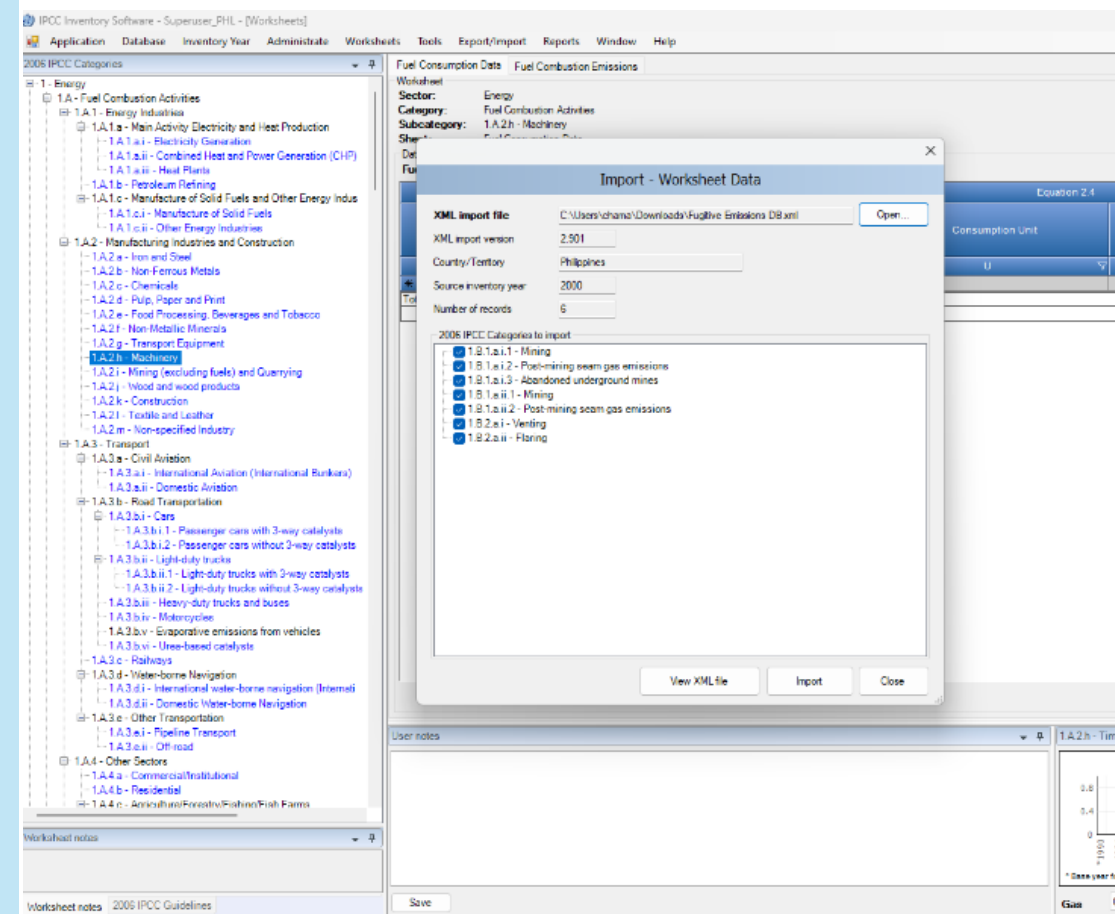 IPCC Inventory Software - Superuser_PHL - [Worksheets]
Application Database Inventory Year Administrate Worksheets Tools Export/Import Reports Window Help
2006 IPCC Categories
1 - Energy
1.A - Fuel Combustion Activities
1.A.1 - Energy Industries
1.A.1.a - Main Activity Electricity and Heat Production
1.A.1.a.i - Electricity Generation
1.A.1.a.ii - Combined Heat and Power Generation (CHP)
1.A.1.a.iii - Heat Plants
1.A.1.b - Petroleum Refining
1.A.1.c - Manufacture of Solid Fuels and Other Energy Indus
1.A.1.c.i - Manufacture of Solid Fuels
1.A.1.c.ii - Other Energy Industries
1.A.2 - Manufacturing Industries and Construction
1.A.2.a - Iron and Steel
1.A.2.b - Non-Ferrous Metals
1.A.2.c - Chemicals
1.A.2.d - Pulp, Paper and Print
1.A.2.e - Food Processing, Beverages and Tobacco
1.A.2.f - Non-Metallic Minerals
1.A.2.g - Transport Equipment
1.A.2.h - Machinery
1.A.2.i - Mining (excluding fuels) and Quarrying
1.A.2.j - Wood and wood products
1.A.2.k - Construction
1.A.2.l - Textile and Leather
1.A.2.m - Non-specified Industry
1.A.3 - Transport
1.A.3.a - Civil Aviation
1.A.3.a.i - International Aviation (International Bunkers)
1.A.3.a.ii - Domestic Aviation
1.A.3.b - Road Transportation
1.A.3.b.i - Cars
1.A.3.b.i.1 - Passenger cars with 3-way catalysts
1.A.3.b.i.2 - Passenger cars without 3-way catalysts
1.A.3.b.ii - Light-duty trucks
1.A.3.b.ii.1 - Light-duty trucks with 3-way catalysts
1.A.3.b.ii.2 - Light-duty trucks without 3-way catalysts
1.A.3.b.iii - Heavy-duty trucks and buses
1.A.3.b.iv - Motorcycles
1.A.3.b.v - Evaporative emissions from vehicles
1.A.3.b.vi - Urea-based catalysts
1.A.3.c - Railways
1.A.3.d - Water-borne Navigation
1.A.3.d.i - International water-borne navigation (Internati
1.A.3.d.ii - Domestic Water-borne Navigation
1.A.3.e - Other Transportation
1.A.3.e.i - Pipeline Transport
1.A.3.e.ii - Off-road
1.A.4 - Other Sectors
1.A.4.a - Commercial/Institutional
1.A.4.b - Residential
1.A.4.c - Agriculture/Forestry/Fishing/Fish Farms
Worksheet notes
Worksheet notes 2006 IPCC Guidelines
Fuel Consumption Data Fuel Combustion Emissions
Worksheet
Sector: Energy
Category: Fuel Combustion Activities
Subcategory: 1.A.2.h - Machinery
Dat
Fu
Equation 2.4
Consumption Unit
U
Tot
Import - Worksheet Data
XML import file C:\Users\chama\Downloads\Fugitive Emissions DB.xml Open...
XML import version 2.901
Country/Territory Philippines
Source inventory year 2000
Number of records 6
2006 IPCC Categories to import
1.B.1.a.i.1 - Mining
1.B.1.a.i.2 - Post-mining seam gas emissions
1.B.1.a.i.3 - Abandoned underground mines
1.B.1.a.ii.1 - Mining
1.B.1.a.ii.2 - Post-mining seam gas emissions
1.B.2.a.i - Venting
1.B.2.a.ii - Flaring
View XML file Import Close
User notes
Save
1.A.2.h - Tim
0.8
0.4
0
*1990
* Base year f
Gas